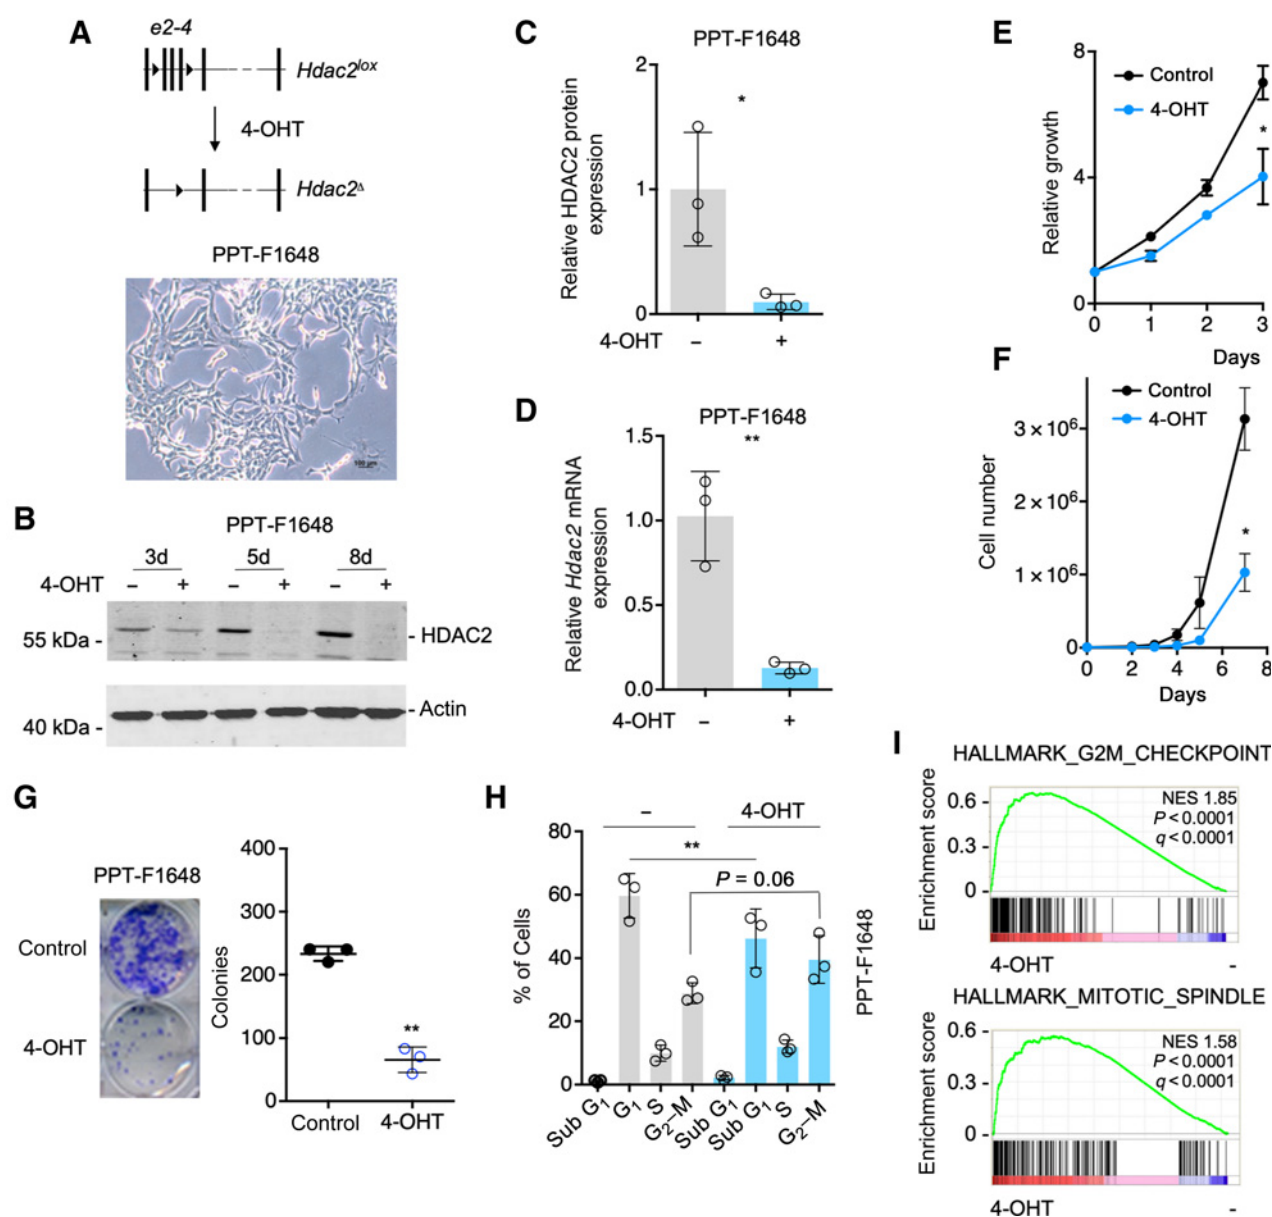 A
e2-4
Hdac2lox
4-OHT
Hdac2Δ
PPT-F1648
100 μm
B
PPT-F1648
3d 5d 8d
4-OHT – + – + – +
55 kDa -
- HDAC2
- Actin
40 kDa -
C
PPT-F1648
Relative HDAC2 protein
expression
2
1
0
*
4-OHT – +
D
PPT-F1648
Relative Hdac2 mRNA
expression
1.5
1.0
0.5
0.0
**
4-OHT – +
E
Relative growth
8
4
0
Control
4-OHT
*
0 1 2 3
Days
F
Cell number
3 × 10⁶
2 × 10⁶
1 × 10⁶
0
Control
4-OHT
*
0 2 4 6 8
Days
G
PPT-F1648
Control
4-OHT
Colonies
400
300
200
100
0
**
Control 4-OHT
H
% of Cells
80
60
40
20
0
– 4-OHT
**
P = 0.06
Sub G₁ G₁ S G₂–M Sub G₁ Sub G₁ S G₂–M
PPT-F1648
I
HALLMARK_G2M_CHECKPOINT
Enrichment score
0.6
0.3
0
NES 1.85
P < 0.0001
q < 0.0001
4-OHT -
HALLMARK_MITOTIC_SPINDLE
Enrichment score
0.6
0.3
0
NES 1.58
P < 0.0001
q < 0.0001
4-OHT -